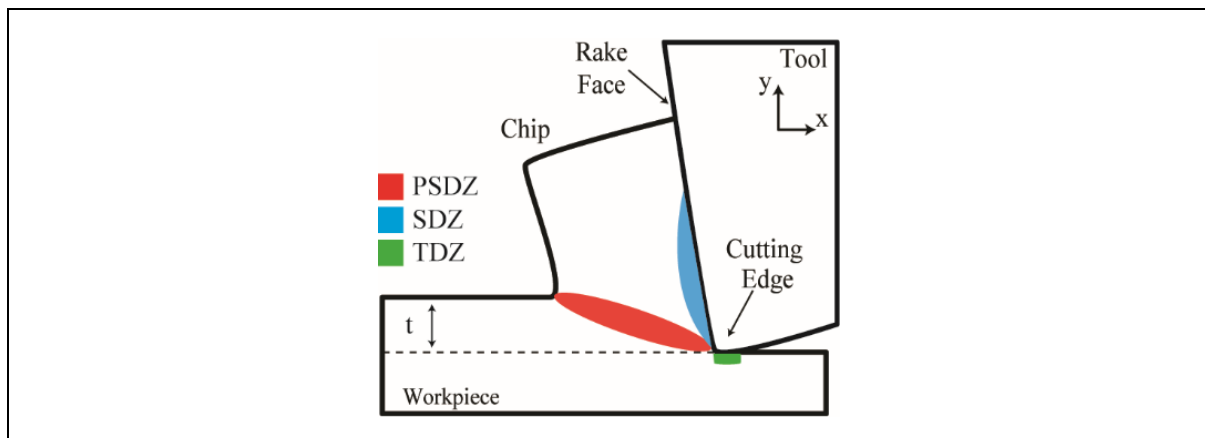 Rake
Face
Tool
y
x
Chip
PSDZ
SDZ
TDZ
Cutting
Edge
t
Workpiece